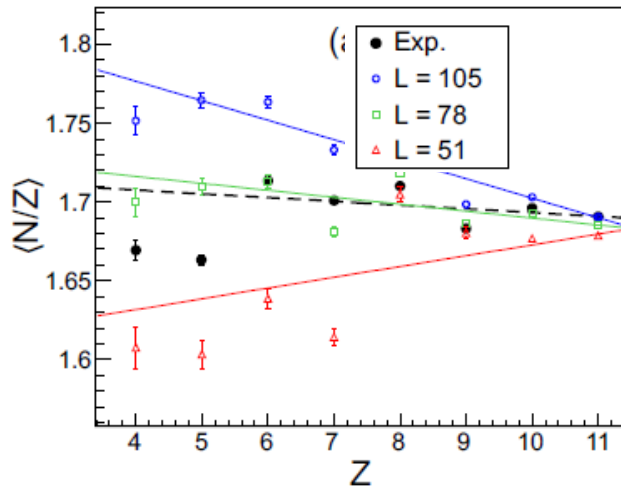 1.8
1.75
1.7
1.65
1.6
⟨N/Z⟩
(a
Exp.
L = 105
L = 78
L = 51
4 5 6 7 8 9 10 11
Z